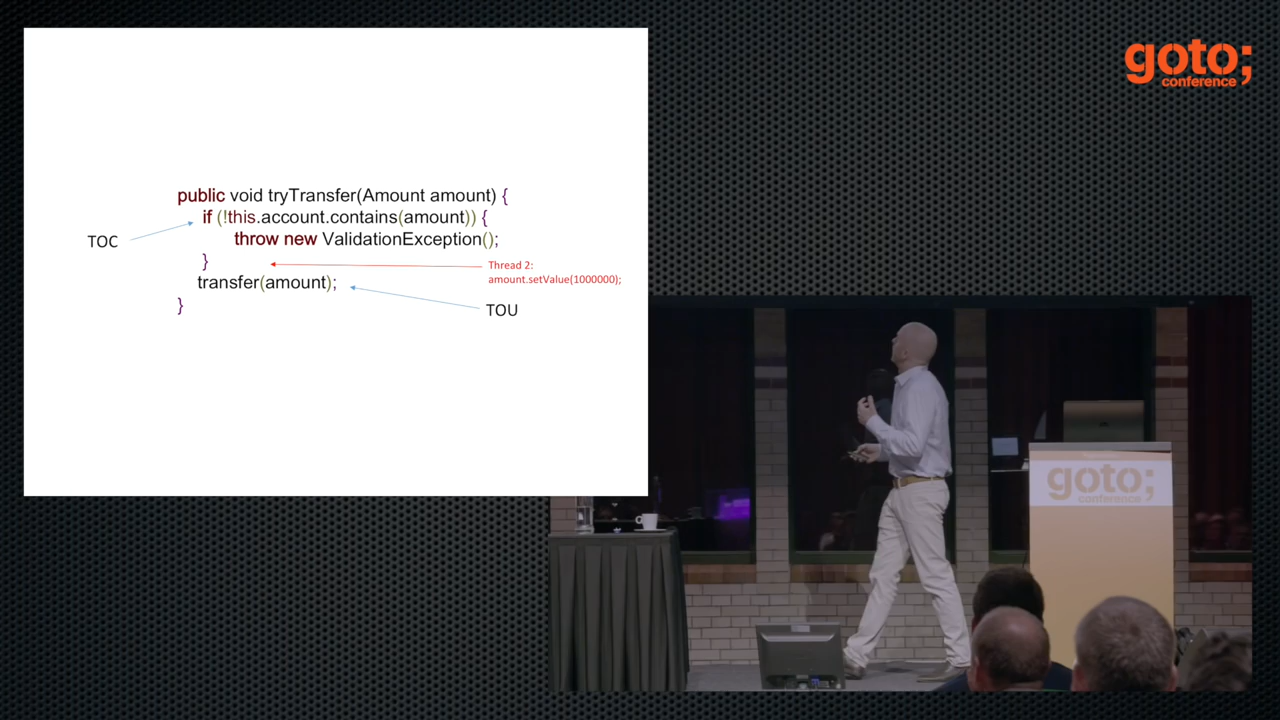 goto;
conference
public void tryTransfer(Amount amount) {
if (!this.account.contains(amount)) {
TOC
throw new ValidationException();
}
Thread 2:
amount.setValue(1000000);
transfer(amount);
}
TOU
goto;
conference